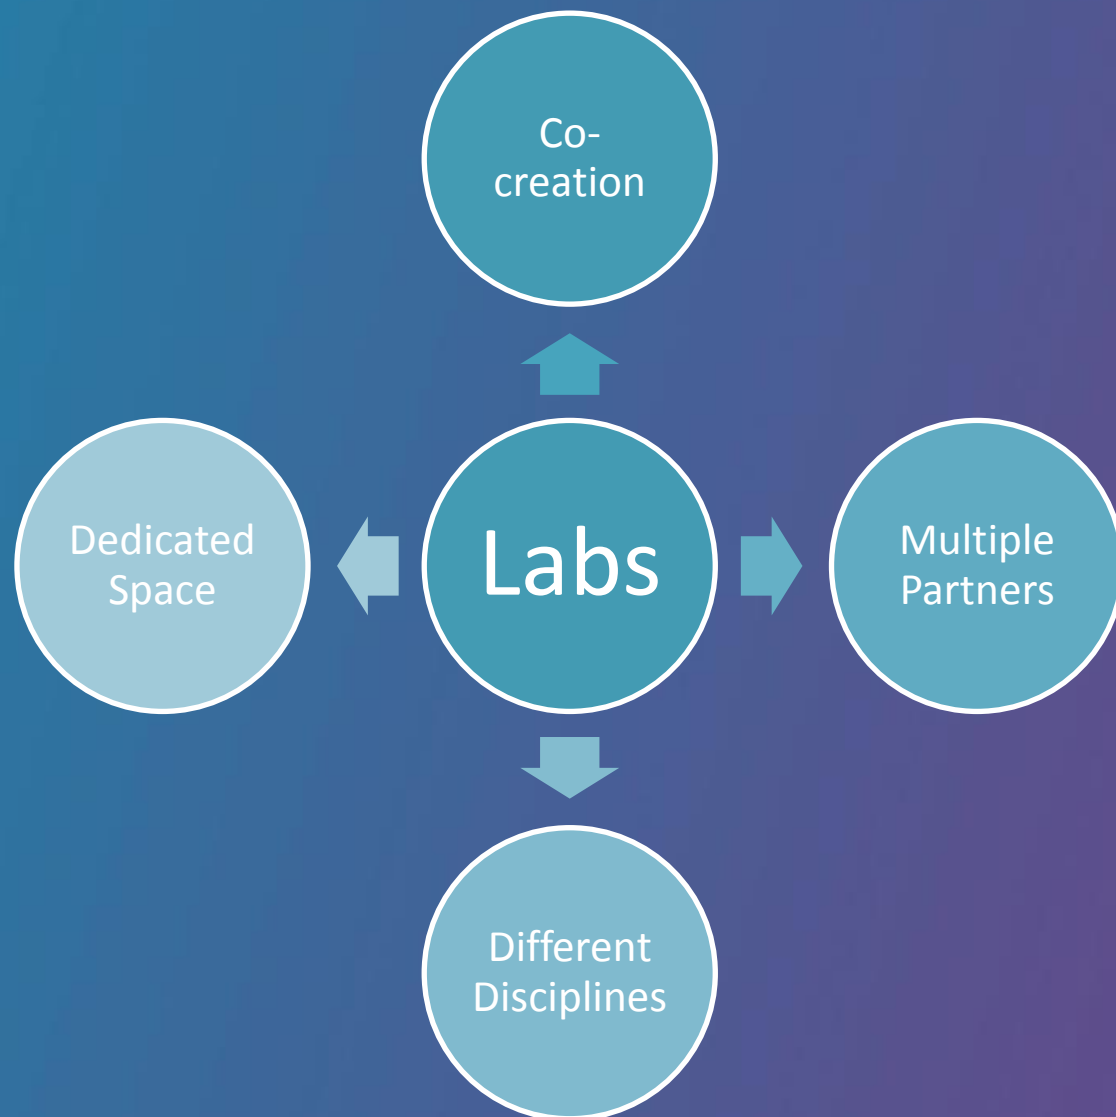 Co-
creation
Dedicated
Space
Labs
Multiple
Partners
Different
Disciplines